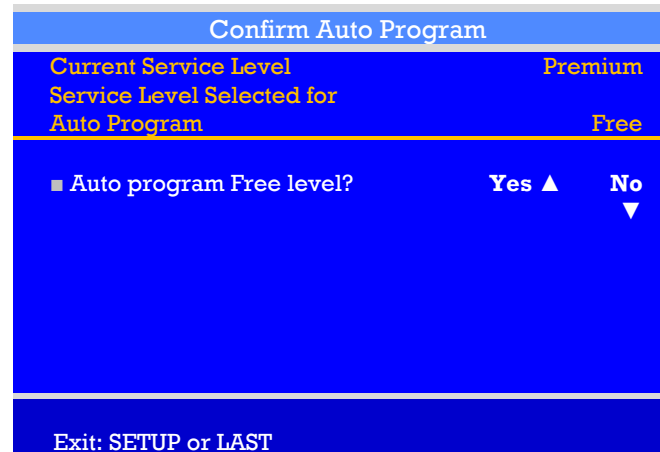 Confirm Auto Program
Current Service Level Premium
Service Level Selected for
Auto Program Free
■ Auto program Free level? Yes ▲ No
▼
Exit: SETUP or LAST